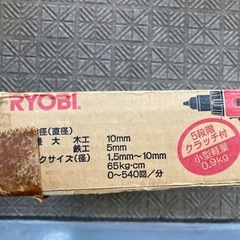 RYOBI
径(直径)
大 木工 10mm
鉄工 5mm
クサイズ(径) 1.5mm〜10mm
65kg·cm
0〜540回/分
5段階
クラッチ付
小型軽量
0.9kg